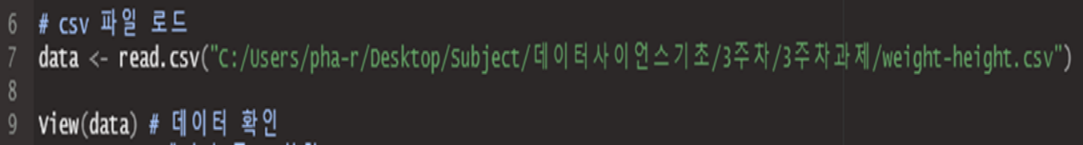 6 # csv 파일 로드
7 data <- read.csv("C:/Users/pha-r/Desktop/Subject/데이터사이언스기초/3주차/3주차과제/weight-height.csv")
8
9 View(data) # 데이터 확인